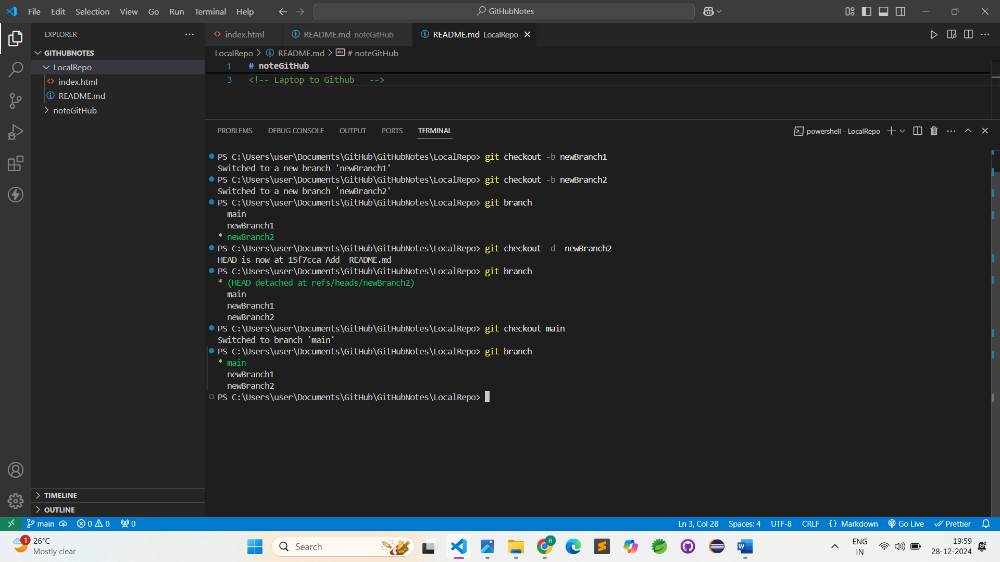 File Edit Selection View Go Run Terminal Help
GitHubNotes
EXPLORER
GITHUBNOTES
LocalRepo
index.html
README.md
noteGitHub
TIMELINE
OUTLINE
index.html
README.md noteGitHub
README.md LocalRepo
LocalRepo > README.md > # noteGitHub
1 # noteGitHub
3 <!-- Laptop to Github   -->
PROBLEMS DEBUG CONSOLE OUTPUT PORTS TERMINAL
powershell - LocalRepo
PS C:\Users\user\Documents\GitHub\GitHubNotes\LocalRepo> git checkout -b newBranch1
Switched to a new branch 'newBranch1'
PS C:\Users\user\Documents\GitHub\GitHubNotes\LocalRepo> git checkout -b newBranch2
Switched to a new branch 'newBranch2'
PS C:\Users\user\Documents\GitHub\GitHubNotes\LocalRepo> git branch
main
newBranch1
* newBranch2
PS C:\Users\user\Documents\GitHub\GitHubNotes\LocalRepo> git checkout -d  newBranch2
HEAD is now at 15f7cca Add  README.md
PS C:\Users\user\Documents\GitHub\GitHubNotes\LocalRepo> git branch
* (HEAD detached at refs/heads/newBranch2)
main
newBranch1
newBranch2
PS C:\Users\user\Documents\GitHub\GitHubNotes\LocalRepo> git checkout main
Switched to branch 'main'
PS C:\Users\user\Documents\GitHub\GitHubNotes\LocalRepo> git branch
* main
newBranch1
newBranch2
PS C:\Users\user\Documents\GitHub\GitHubNotes\LocalRepo>
main 0 0 0
Ln 3, Col 28 Spaces: 4 UTF-8 CRLF {} Markdown Go Live Prettier
1
26°C
Mostly clear
Search
R
ENG
IN
19:59
28-12-2024